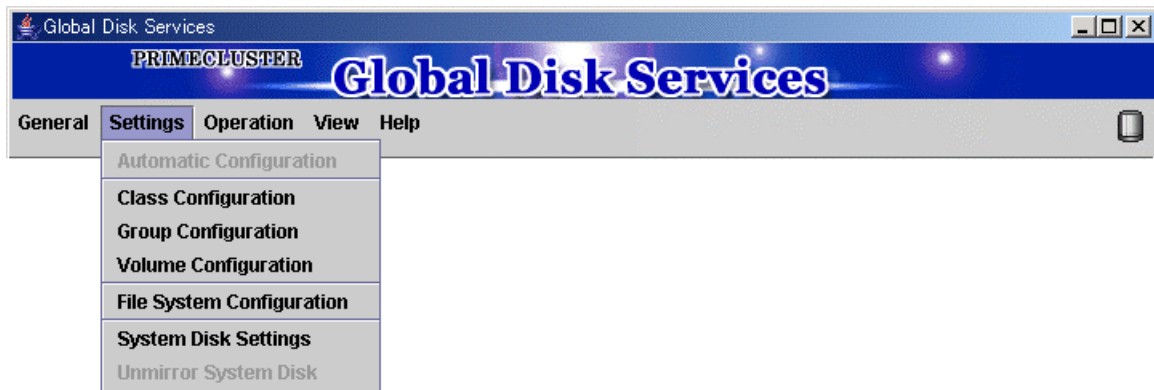 Global Disk Services
PRIMECLUSTER
Global Disk Services
General Settings Operation View Help
Automatic Configuration
Class Configuration
Group Configuration
Volume Configuration
File System Configuration
System Disk Settings
Unmirror System Disk